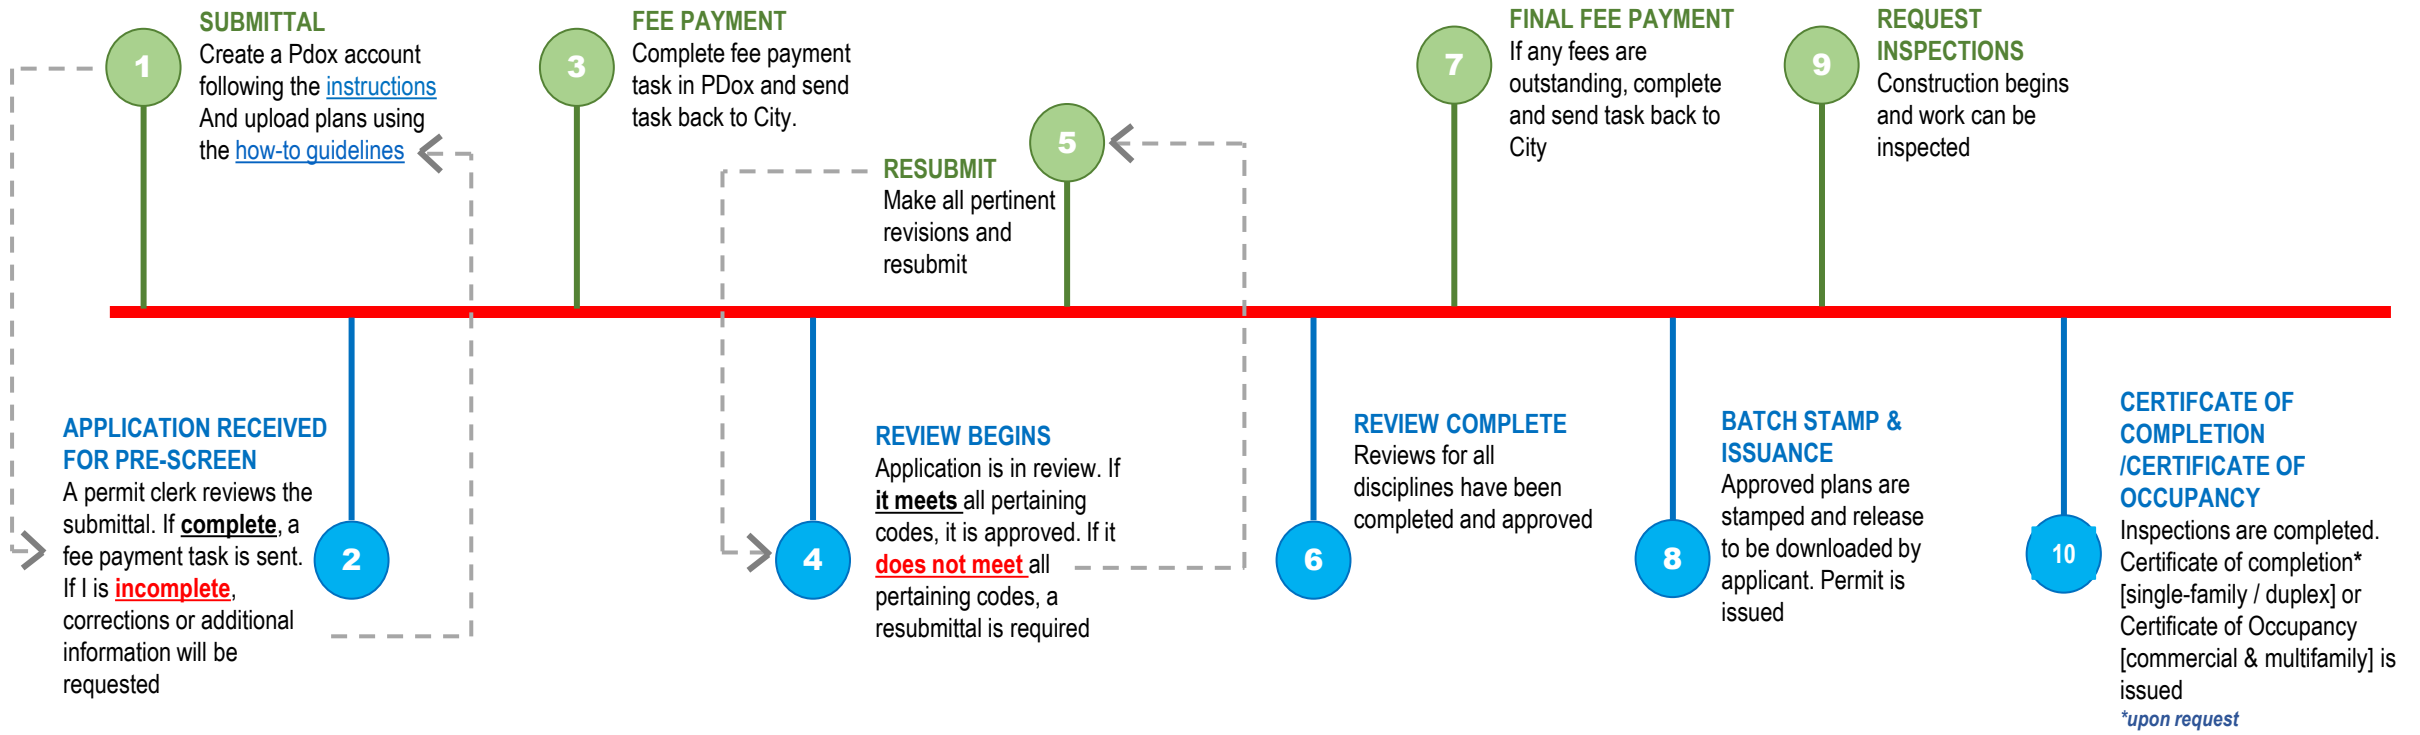 1
SUBMITTAL
Create a Pdox account
following the instructions
And upload plans using
the how-to guidelines
APPLICATION RECEIVED
FOR PRE-SCREEN
A permit clerk reviews the
submittal. If complete, a
fee payment task is sent.
If I is incomplete,
corrections or additional
information will be
requested
2
3
FEE PAYMENT
Complete fee payment
task in PDox and send
task back to City.
4
REVIEW BEGINS
Application is in review. If
it meets all pertaining
codes, it is approved. If it
does not meet all
pertaining codes, a
resubmittal is required
5
RESUBMIT
Make all pertinent
revisions and
resubmit
6
REVIEW COMPLETE
Reviews for all
disciplines have been
completed and approved
7
FINAL FEE PAYMENT
If any fees are
outstanding, complete
and send task back to
City
8
BATCH STAMP &
ISSUANCE
Approved plans are
stamped and release
to be downloaded by
applicant. Permit is
issued
9
REQUEST
INSPECTIONS
Construction begins
and work can be
inspected
10
CERTIFCATE OF
COMPLETION
/CERTIFICATE OF
OCCUPANCY
Inspections are completed.
Certificate of completion*
[single-family / duplex] or
Certificate of Occupancy
[commercial & multifamily] is
issued
*upon request